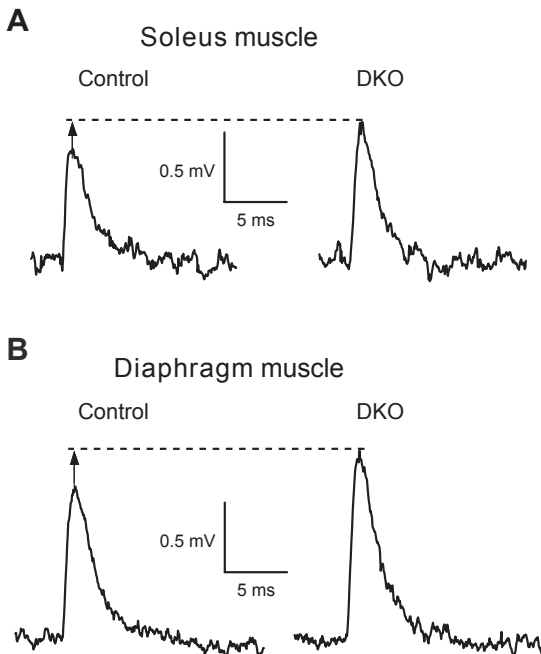 A
Soleus muscle
Control DKO
0.5 mV
5 ms
B
Diaphragm muscle
Control DKO
0.5 mV
5 ms